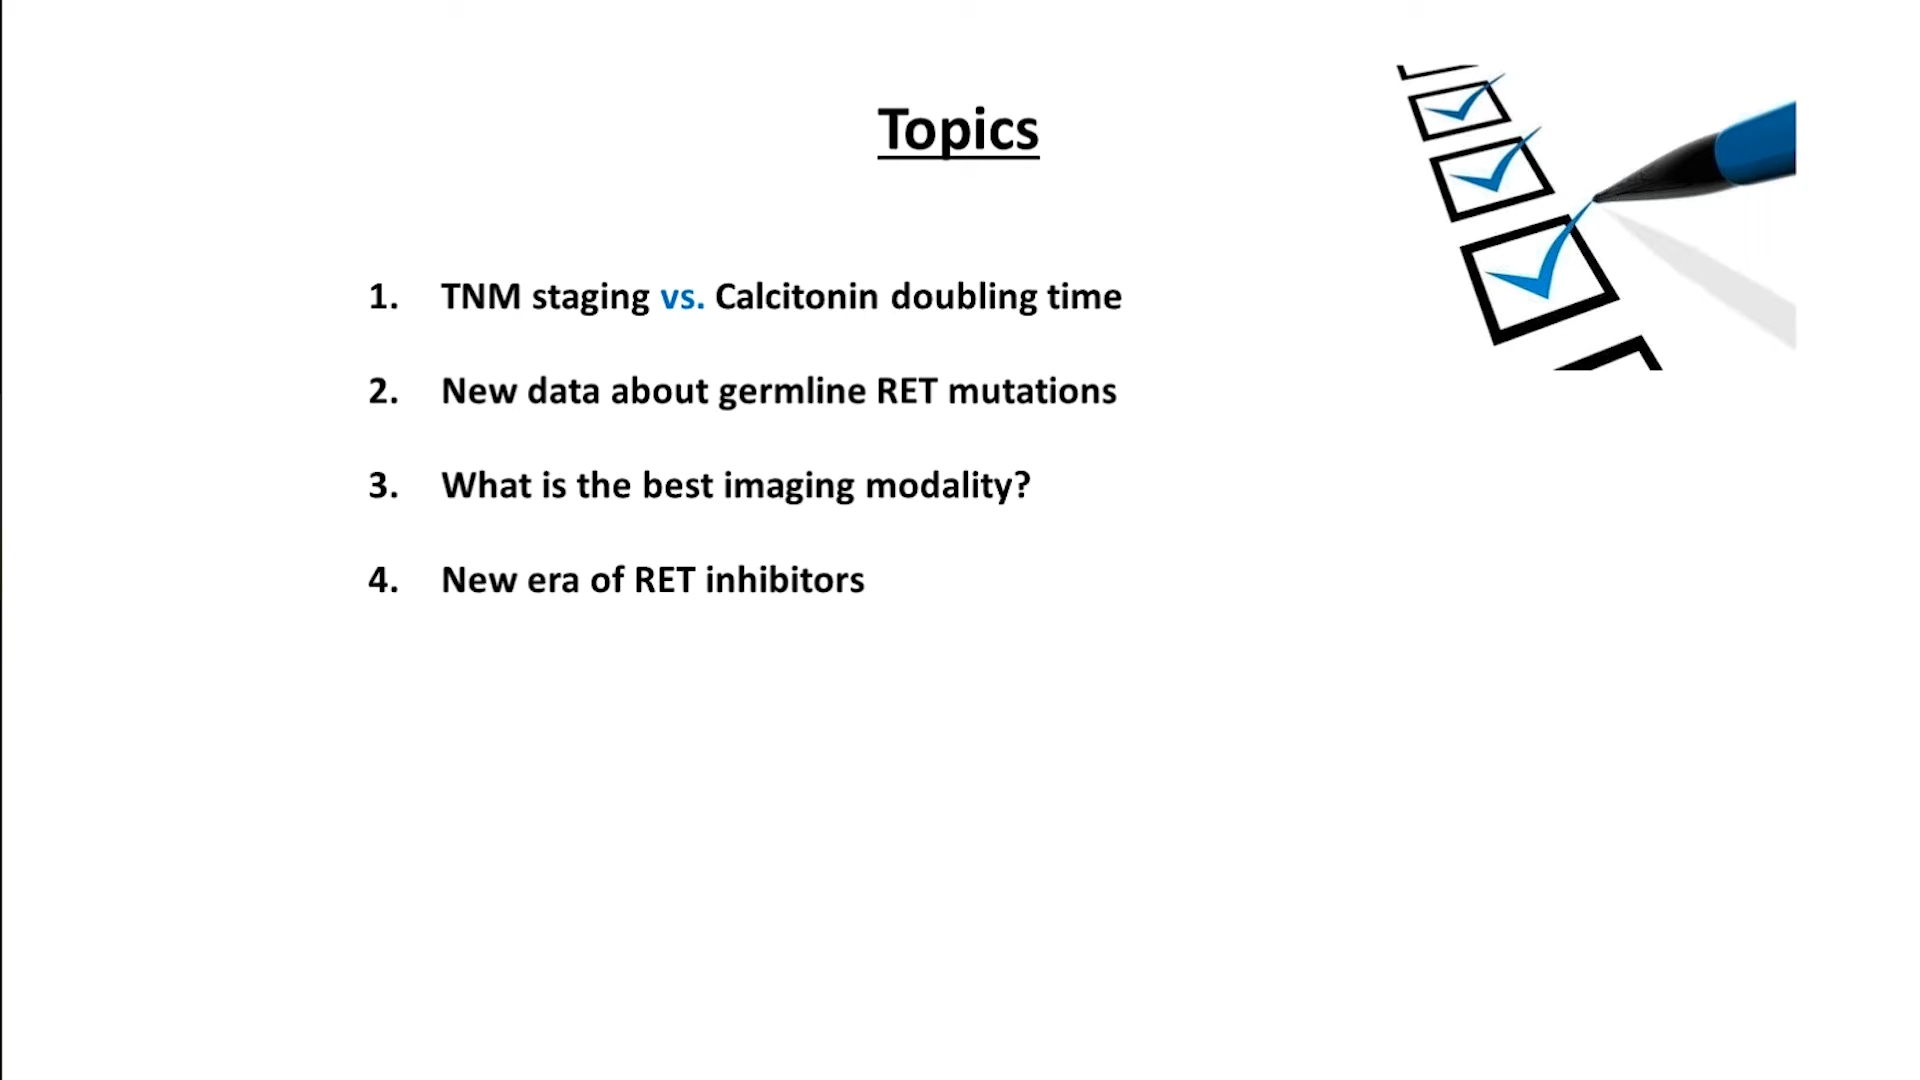 Topics
1. TNM staging vs. Calcitonin doubling time
2. New data about germline RET mutations
3. What is the best imaging modality?
4. New era of RET inhibitors